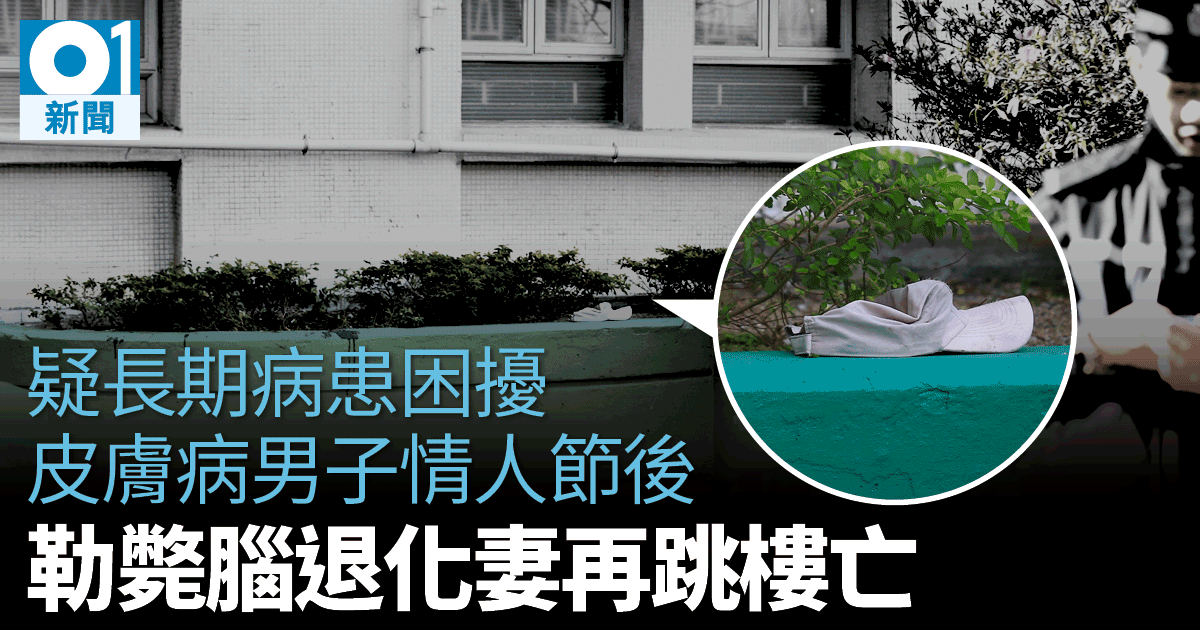 01
新聞
疑長期病患困擾
皮膚病男子情人節後
勒斃腦退化妻再跳樓亡